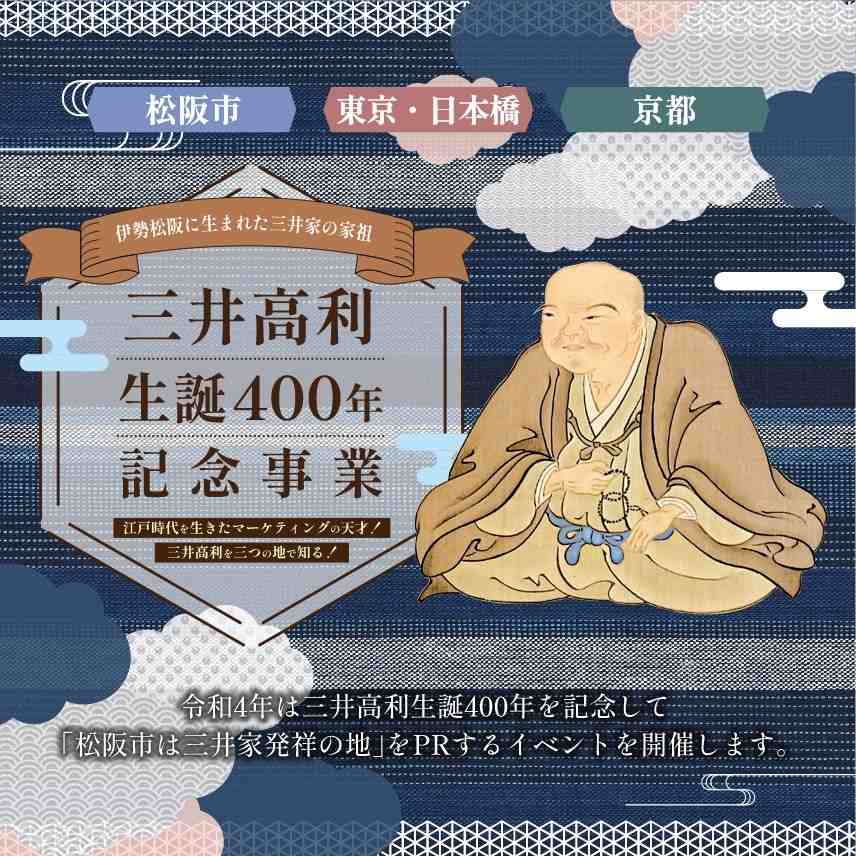 松阪市
東京・日本橋
京都
伊勢松阪に生まれた三井家の家祖
三井高利
生誕400年
記念事業
江戸時代を生きたマーケティングの天才！
三井高利を三つの地で知る！
令和4年は三井高利生誕400年を記念して
「松阪市は三井家発祥の地」をPRするイベントを開催します。